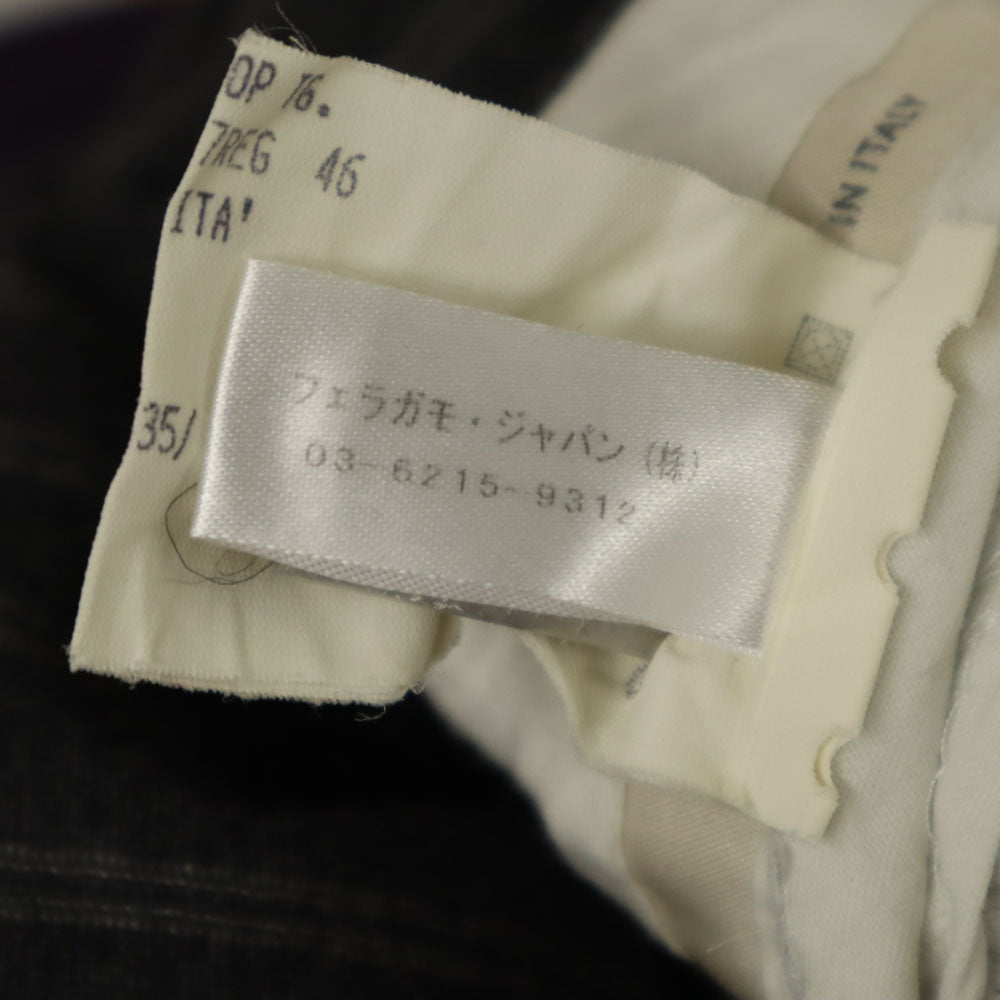 OP 76.
7REG 46
ITA'
IN ITALY
35/
フェラガモ・ジャパン（株）
03-6215-9312